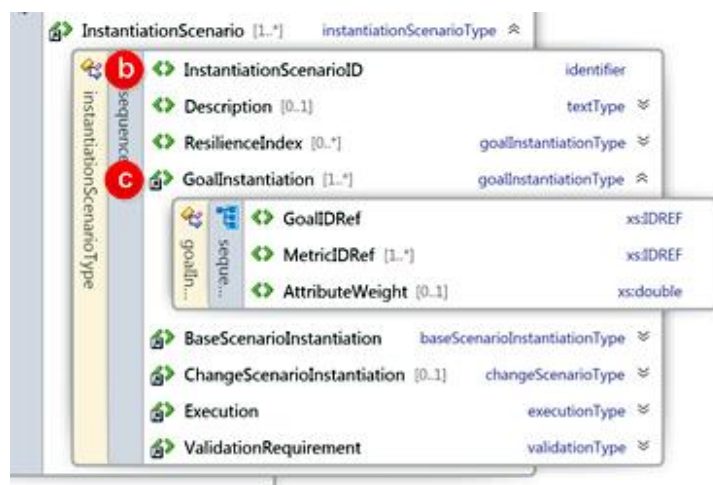 InstantiationScenario [1..*] instantiationScenarioType
b InstantiationScenarioID identifier
Description [0..1] textType
ResilienceIndex [0..*] goalInstantiationType
c GoalInstantiation [1..*] goalInstantiationType
GoalIDRef xs:IDREF
MetricIDRef [1..*] xs:IDREF
AttributeWeight [0..1] xs:double
BaseScenarioInstantiation baseScenarioInstantiationType
ChangeScenarioInstantiation [0..1] changeScenarioType
Execution executionType
ValidationRequirement validationType
instantiationScenarioType
sequence
goalIn...
seque...